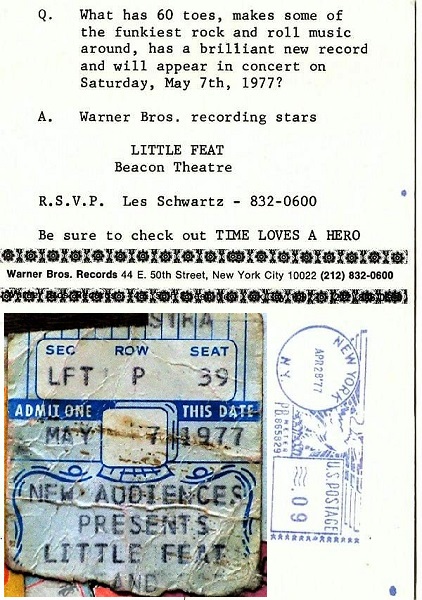 Q. What has 60 toes, makes some of
the funkiest rock and roll music
around, has a brilliant new record
and will appear in concert on
Saturday, May 7th, 1977?
A. Warner Bros. recording stars
LITTLE FEAT
Beacon Theatre
R.S.V.P. Les Schwartz - 832-0600
Be sure to check out TIME LOVES A HERO
Warner Bros. Records 44 E. 50th Street, New York City 10022 (212) 832-0600
SEC ROW SEAT
LFT P 39
ADMIT ONE THIS DATE
MAY 7 1977
NEW AUDIENCES
PRESENTS
LITTLE FEAT
AND
NEW YORK
N Y
APR 28'77
PB METER
U.S. POSTAGE
09